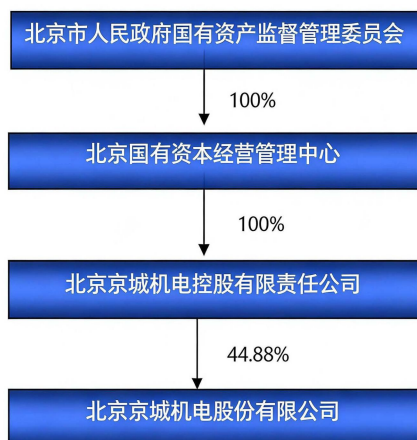 北京市人民政府国有资产监督管理委员会
100%
北京国有资本经营管理中心
100%
北京京城机电控股有限责任公司
44.88%
北京京城机电股份有限公司